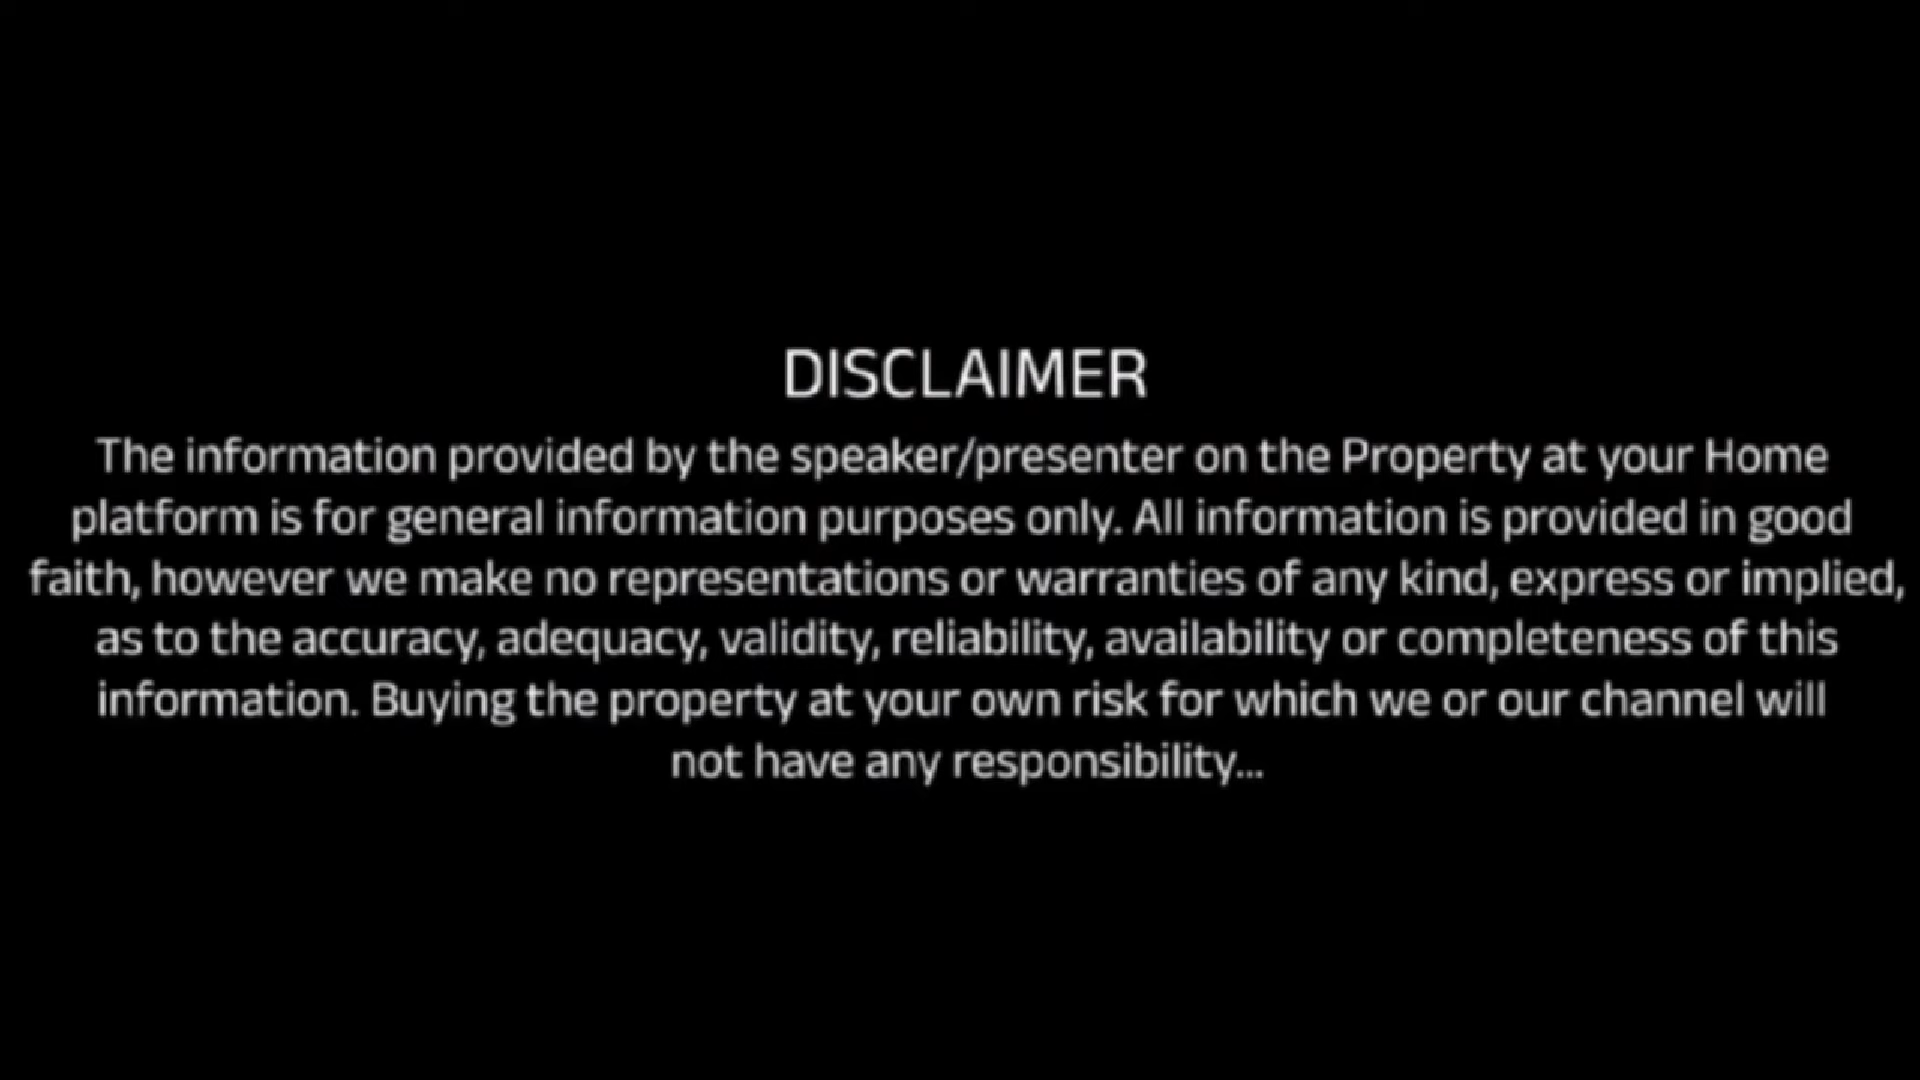 DISCLAIMER
The information provided by the speaker/presenter on the Property at your Home
platform is for general information purposes only. All information is provided in good
faith, however we make no representations or warranties of any kind, express or implied,
as to the accuracy, adequacy, validity, reliability, availability or completeness of this
information. Buying the property at your own risk for which we or our channel will
not have any responsibility...